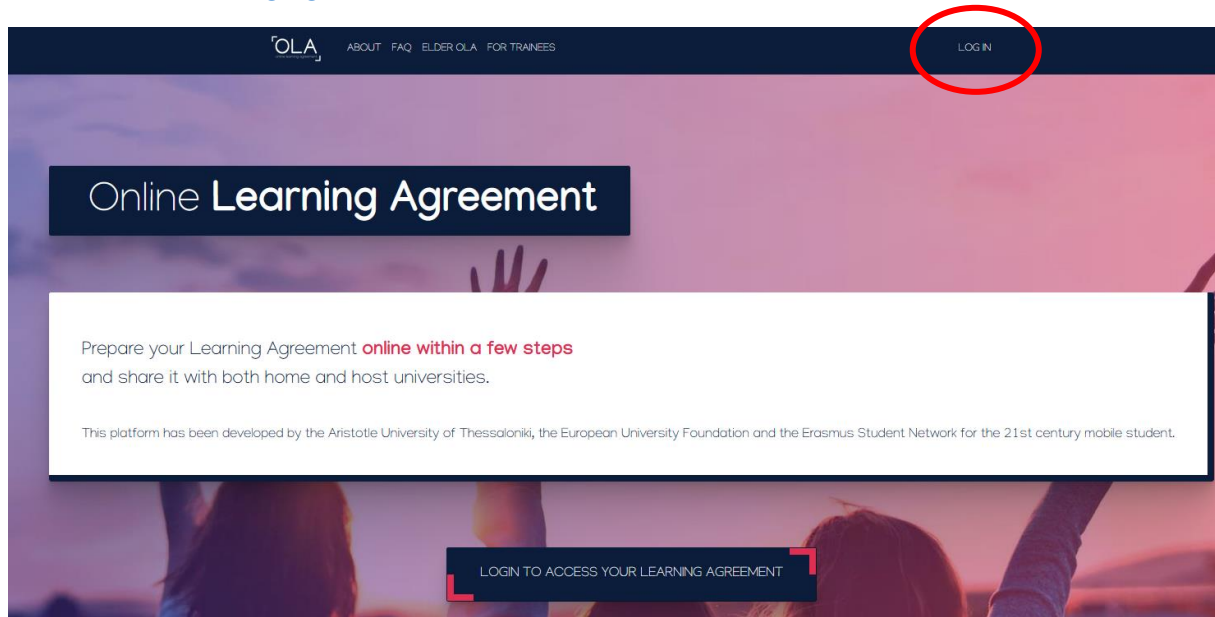 OLA
ABOUT FAQ ELDER OLA FOR TRAINEES
LOG IN
Online Learning Agreement
Prepare your Learning Agreement online within a few steps
and share it with both home and host universities.
This platform has been developed by the Aristotle University of Thessaloniki, the European University Foundation and the Erasmus Student Network for the 21st century mobile student.
LOGIN TO ACCESS YOUR LEARNING AGREEMENT